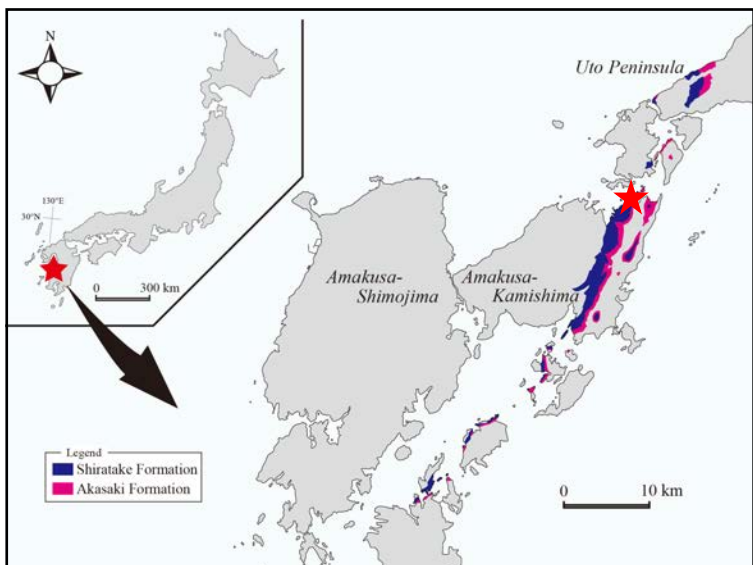 N
130°E
30°N
0 300 km
Uto Peninsula
Amakusa-
Shimojima
Amakusa-
Kamishima
Legend
Shiratake Formation
Akasaki Formation
0 10 km